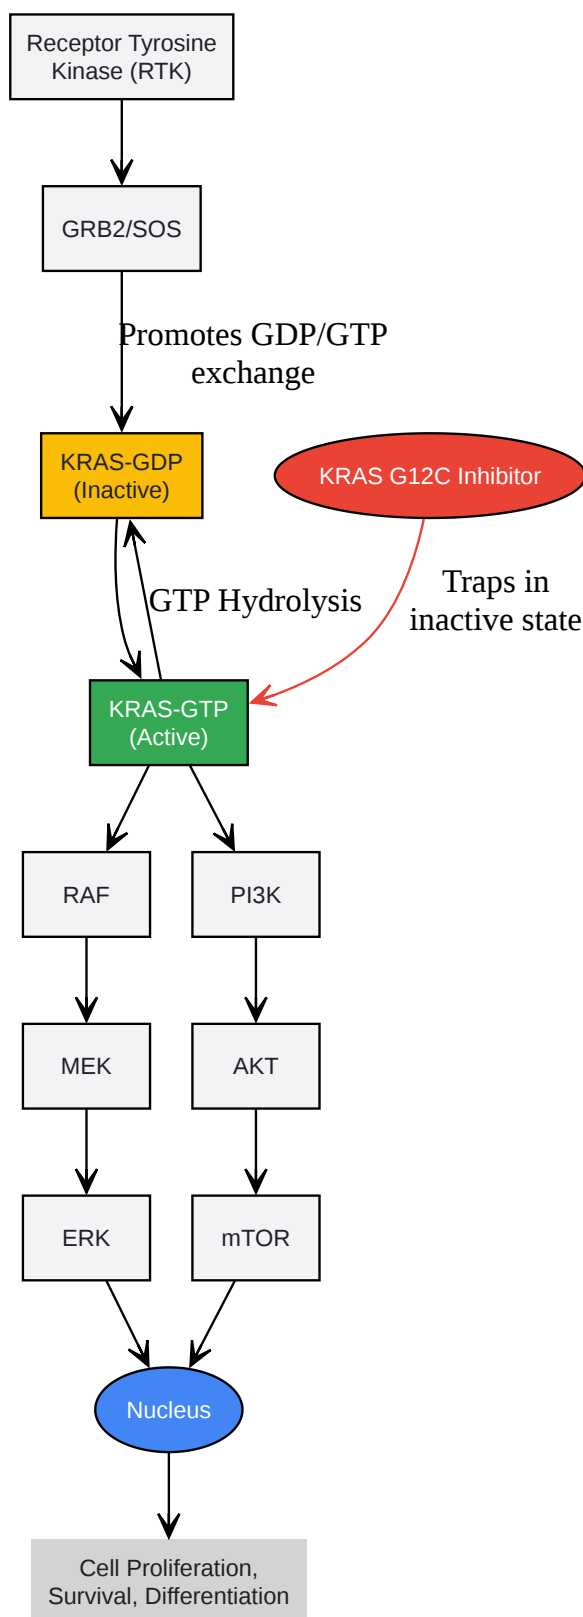 Receptor Tyrosine
Kinase (RTK)
GRB2/SOS
Promotes GDP/GTP
exchange
KRAS-GDP
(Inactive)
KRAS G12C Inhibitor
GTP Hydrolysis
Traps in
inactive state
KRAS-GTP
(Active)
RAF
PI3K
MEK
AKT
ERK
mTOR
Nucleus
Cell Proliferation,
Survival, Differentiation